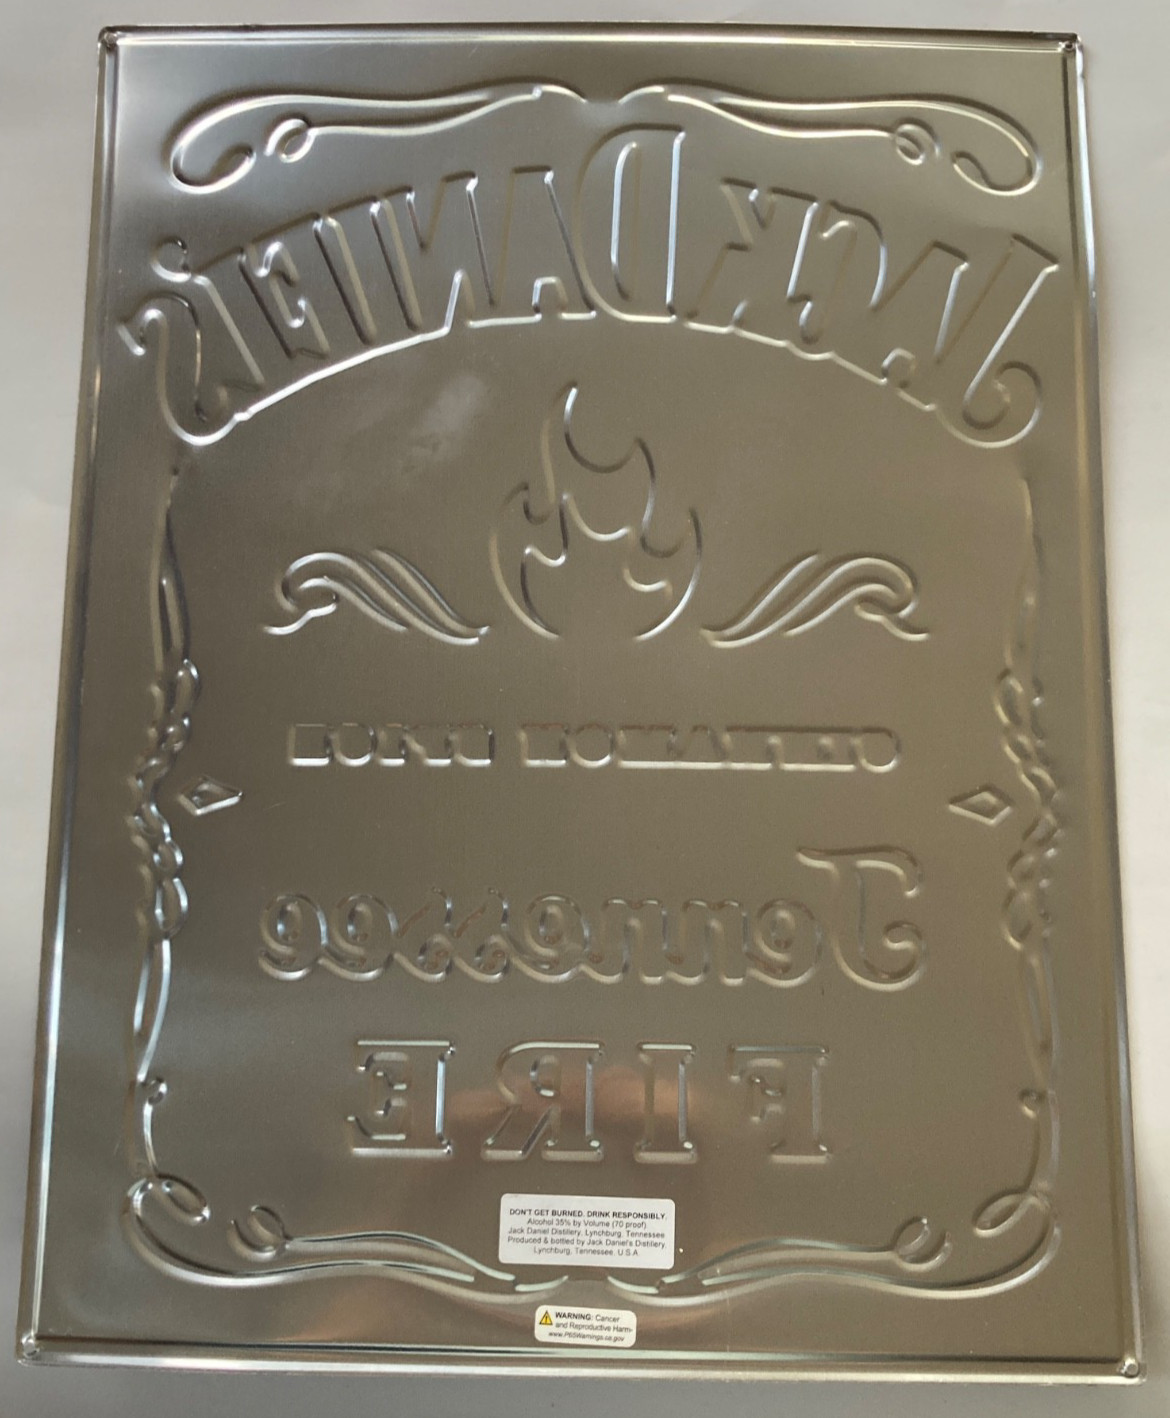 JACK DANIEL'S
Tennessee
FIRE
DON'T GET BURNED. DRINK RESPONSIBLY.
Alcohol 35% by Volume (70 proof)
Jack Daniel Distillery, Lynchburg, Tennessee
Produced & bottled by Jack Daniel's Distillery
Lynchburg, Tennessee. U.S.A
WARNING: Cancer
and Reproductive Harm-
www.P65Warnings.ca.gov